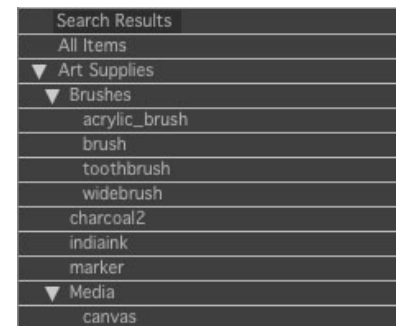 Search Results
All Items
Art Supplies
Brushes
acrylic_brush
brush
toothbrush
widebrush
charcoal2
indiaink
marker
Media
canvas